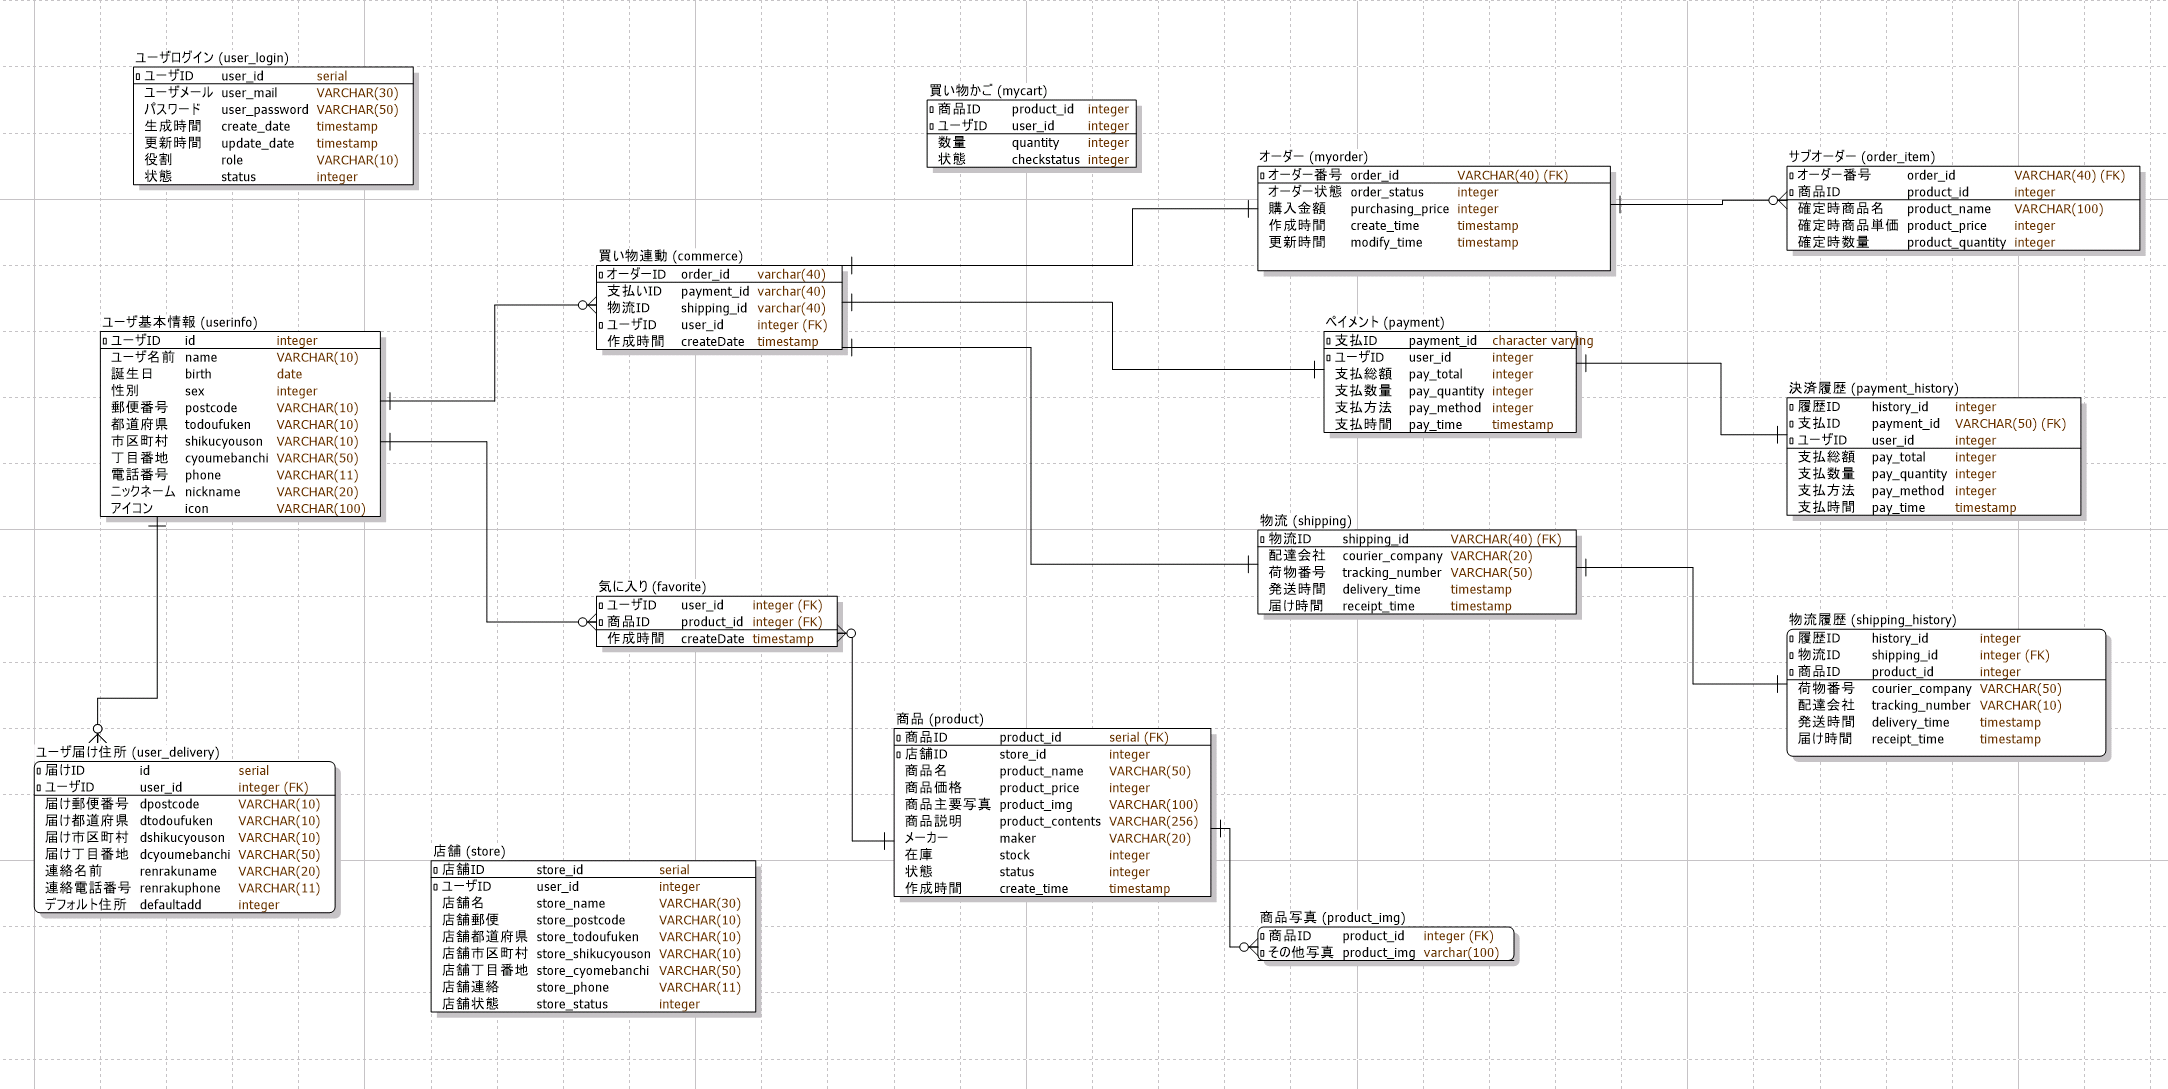 ユーザログイン (user_login)
ユーザID user_id serial
ユーザメール user_mail VARCHAR(30)
パスワード user_password VARCHAR(50)
生成時間 create_date timestamp
更新時間 update_date timestamp
役割 role VARCHAR(10)
状態 status integer
買い物かご (mycart)
商品ID product_id integer
ユーザID user_id integer
数量 quantity integer
状態 checkstatus integer
オーダー (myorder)
オーダー番号 order_id VARCHAR(40) (FK)
オーダー状態 order_status integer
購入金額 purchasing_price integer
作成時間 create_time timestamp
更新時間 modify_time timestamp
サブオーダー (order_item)
オーダー番号 order_id VARCHAR(40) (FK)
商品ID product_id integer
確定時商品名 product_name VARCHAR(100)
確定時商品単価 product_price integer
確定時数量 product_quantity integer
買い物連動 (commerce)
オーダーID order_id varchar(40)
支払いID payment_id varchar(40)
物流ID shipping_id varchar(40)
ユーザID user_id integer (FK)
作成時間 createDate timestamp
ユーザ基本情報 (userinfo)
ユーザID id integer
ユーザ名前 name VARCHAR(10)
誕生日 birth date
性別 sex integer
郵便番号 postcode VARCHAR(10)
都道府県 todoufuken VARCHAR(10)
市区町村 shikucyouson VARCHAR(10)
丁目番地 cyoumebanchi VARCHAR(50)
電話番号 phone VARCHAR(11)
ニックネーム nickname VARCHAR(20)
アイコン icon VARCHAR(100)
ペイメント (payment)
支払ID payment_id character varying
ユーザID user_id integer
支払総額 pay_total integer
支払数量 pay_quantity integer
支払方法 pay_method integer
支払時間 pay_time timestamp
決済履歴 (payment_history)
履歴ID history_id integer
支払ID payment_id VARCHAR(50) (FK)
ユーザID user_id integer
支払総額 pay_total integer
支払数量 pay_quantity integer
支払方法 pay_method integer
支払時間 pay_time timestamp
物流 (shipping)
物流ID shipping_id VARCHAR(40) (FK)
配達会社 courier_company VARCHAR(20)
荷物番号 tracking_number VARCHAR(50)
発送時間 delivery_time timestamp
届け時間 receipt_time timestamp
気に入り (favorite)
ユーザID user_id integer (FK)
商品ID product_id integer (FK)
作成時間 createDate timestamp
物流履歴 (shipping_history)
履歴ID history_id integer
物流ID shipping_id integer (FK)
商品ID product_id integer
荷物番号 courier_company VARCHAR(50)
配達会社 tracking_number VARCHAR(10)
発送時間 delivery_time timestamp
届け時間 receipt_time timestamp
商品 (product)
商品ID product_id serial (FK)
店舗ID store_id integer
商品名 product_name VARCHAR(50)
商品価格 product_price integer
商品主要写真 product_img VARCHAR(100)
商品説明 product_contents VARCHAR(256)
メーカー maker VARCHAR(20)
在庫 stock integer
状態 status integer
作成時間 create_time timestamp
ユーザ届け住所 (user_delivery)
届けID id serial
ユーザID user_id integer (FK)
届け郵便番号 dpostcode VARCHAR(10)
届け都道府県 dtodoufuken VARCHAR(10)
届け市区町村 dshikucyouson VARCHAR(10)
届け丁目番地 dcyoumebanchi VARCHAR(50)
連絡名前 renrakuname VARCHAR(20)
連絡電話番号 renrakuphone VARCHAR(11)
デフォルト住所 defaultadd integer
店舗 (store)
店舗ID store_id serial
ユーザID user_id integer
店舗名 store_name VARCHAR(30)
店舗郵便 store_postcode VARCHAR(10)
店舗都道府県 store_todoufuken VARCHAR(10)
店舗市区町村 store_shikucyouson VARCHAR(10)
店舗丁目番地 store_cyomebanchi VARCHAR(50)
店舗連絡 store_phone VARCHAR(11)
店舗状態 store_status integer
商品写真 (product_img)
商品ID product_id integer (FK)
その他写真 product_img varchar(100)